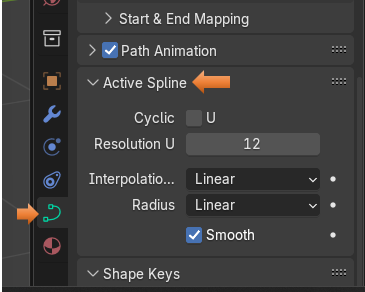 Start & End Mapping
Path Animation
Active Spline
Cyclic U
Resolution U 12
Interpolatio... Linear
Radius Linear
Smooth
Shape Keys